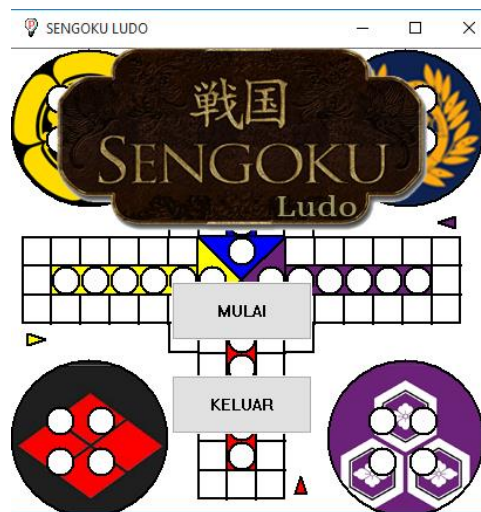 SENGOKU LUDO
戦国
SENGOKU
Ludo
MULAI
KELUAR